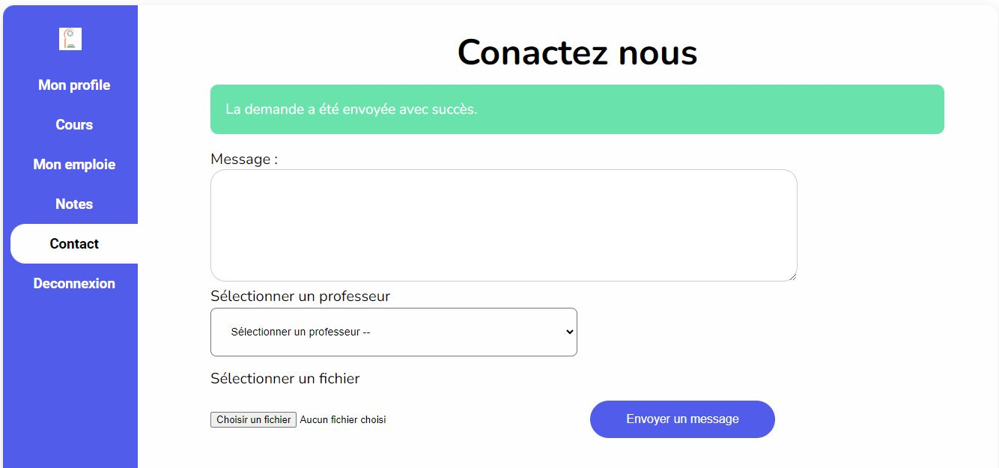 Mon profile
Cours
Mon emploie
Notes
Contact
Deconnexion
Conactez nous
La demande a été envoyée avec succès.
Message :
Sélectionner un professeur
Sélectionner un professeur --
Sélectionner un fichier
Choisir un fichier Aucun fichier choisi
Envoyer un message